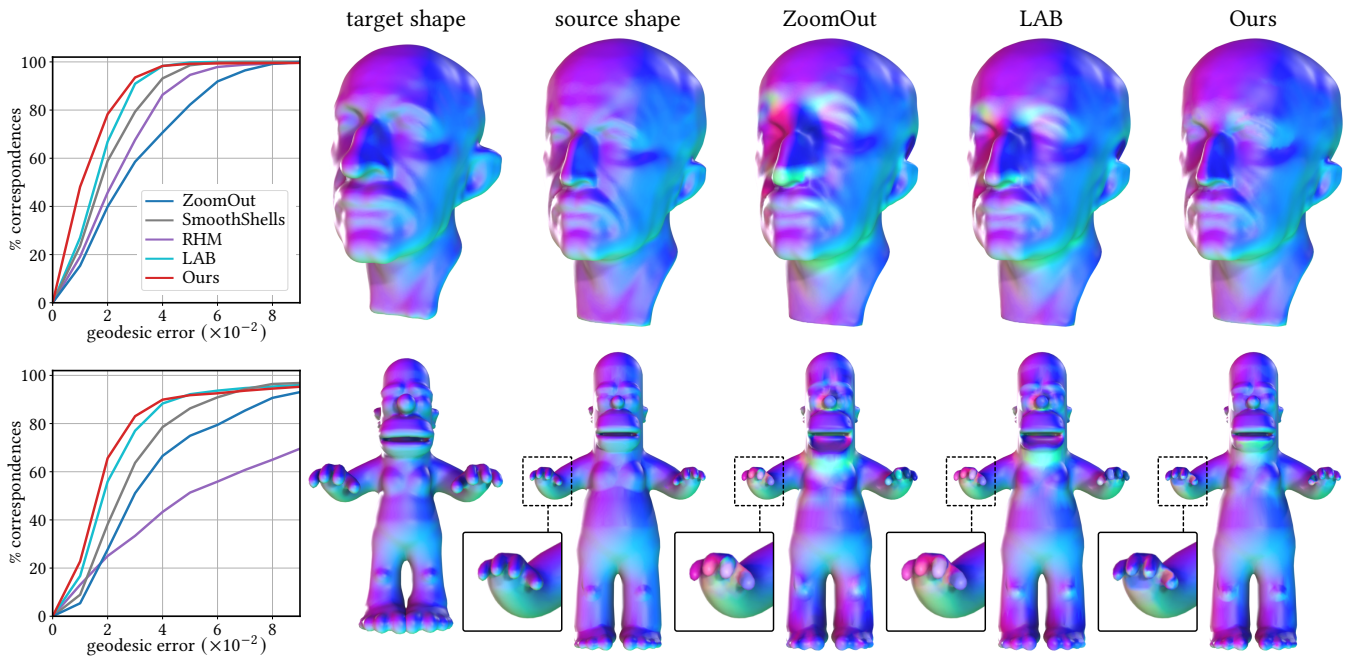 target shape
source shape
ZoomOut
LAB
Ours
100
80
60
40
20
0
% correspondences
ZoomOut
SmoothShells
RHM
LAB
Ours
0 2 4 6 8
geodesic error (×10⁻²)
100
80
60
40
20
0
% correspondences
0 2 4 6 8
geodesic error (×10⁻²)